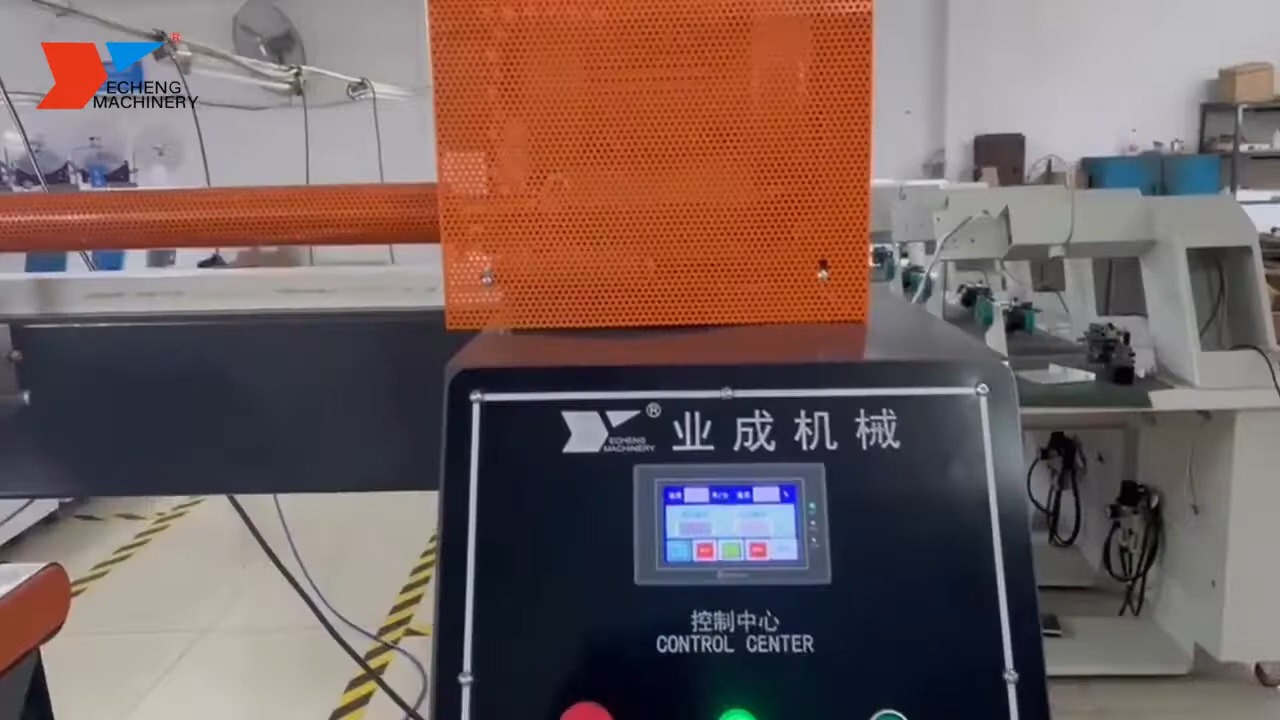 ECHENG
MACHINERY
R
ECHENG
MACHINERY
®
业成机械
控制中心
CONTROL CENTER